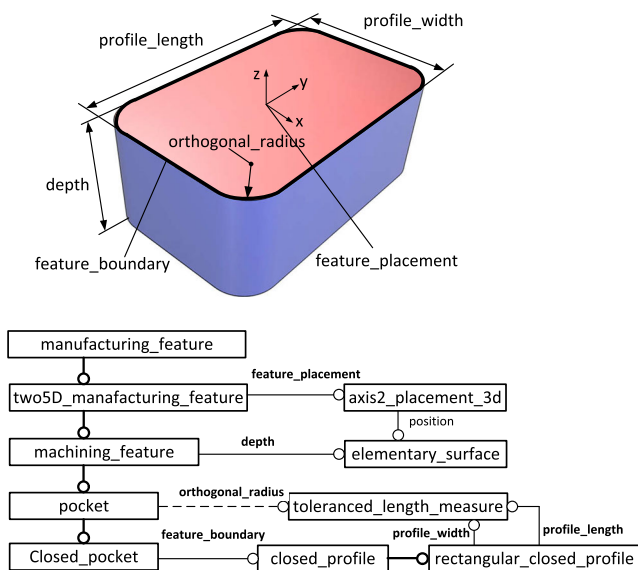 profile_length
profile_width
z
y
x
orthogonal_radius
depth
feature_boundary
feature_placement
manufacturing_feature
feature_placement
two5D_manafacturing_feature
axis2_placement_3d
position
depth
machining_feature
elementary_surface
orthogonal_radius
pocket
toleranced_length_measure
feature_boundary
profile_width
profile_length
Closed_pocket
closed_profile
rectangular_closed_profile